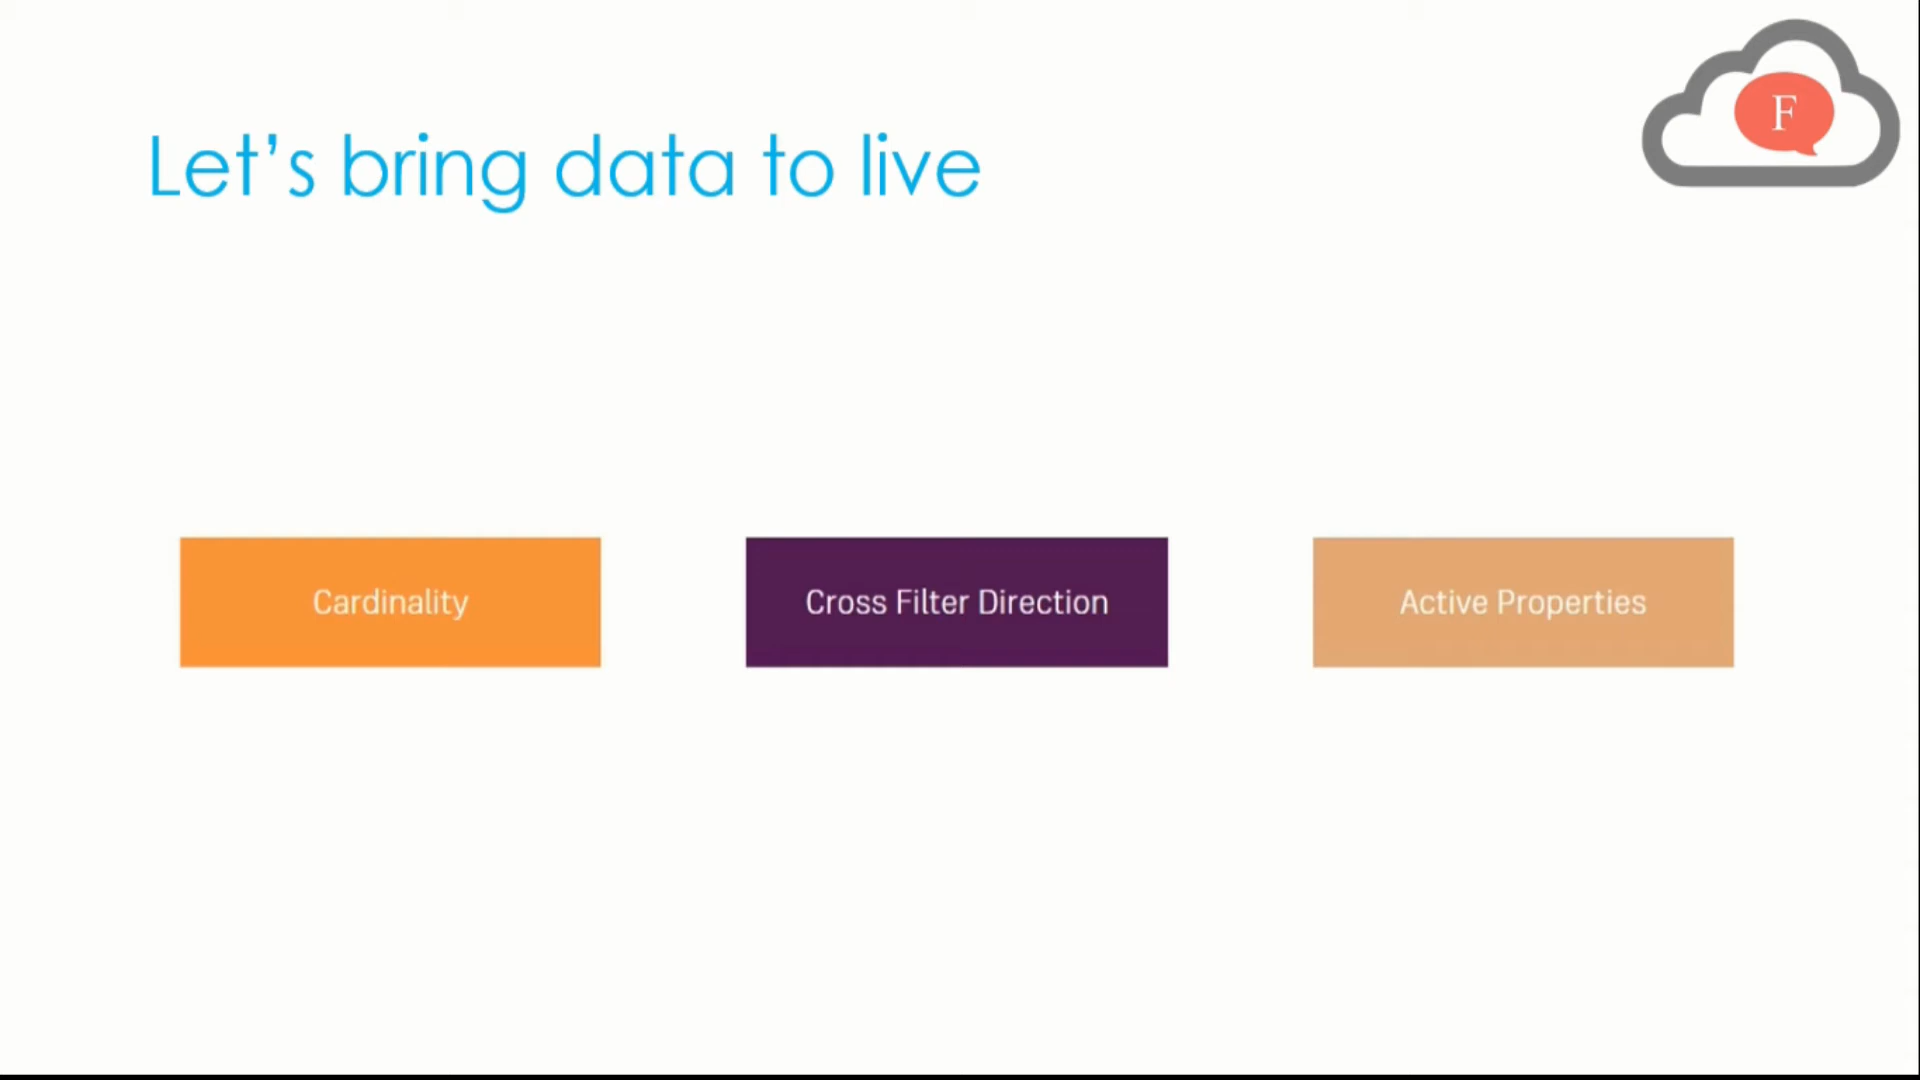 F
Let’s bring data to live
Cardinality
Cross Filter Direction
Active Properties